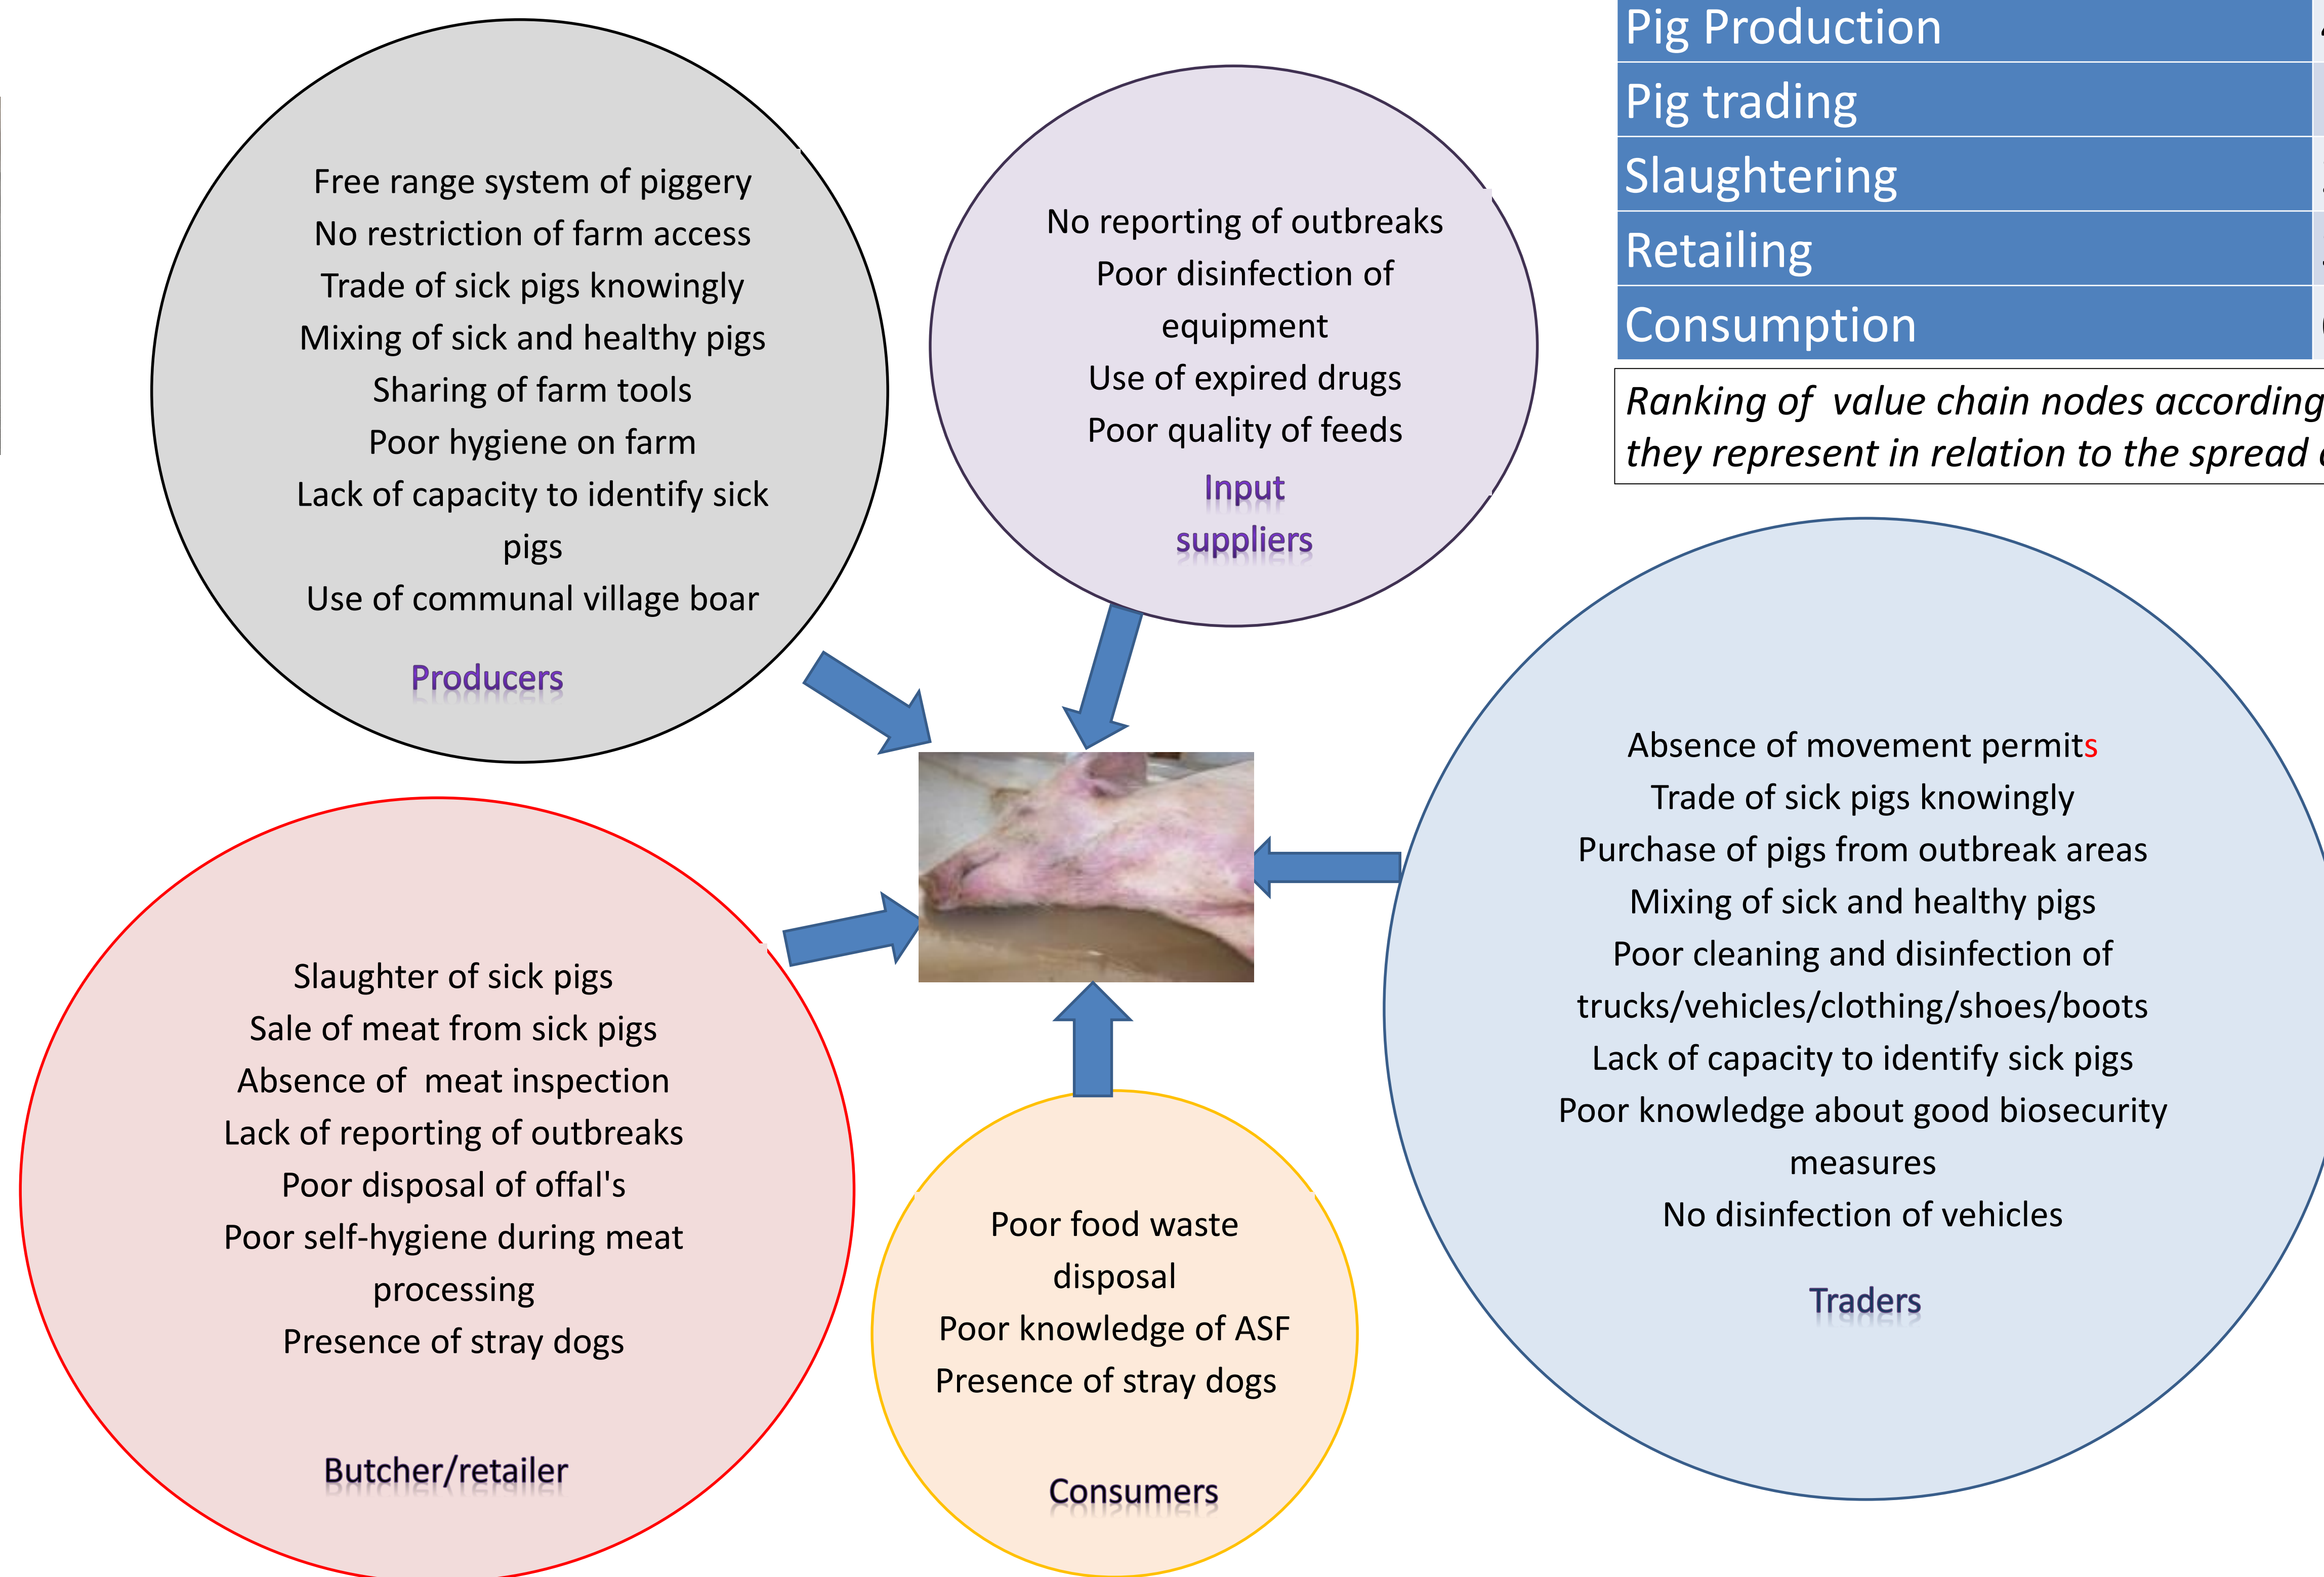 Free range system of piggery
No restriction of farm access
Trade of sick pigs knowingly
Mixing of sick and healthy pigs
Sharing of farm tools
Poor hygiene on farm
Lack of capacity to identify sick
pigs
Use of communal village boar
Producers
No reporting of outbreaks
Poor disinfection of
equipment
Use of expired drugs
Poor quality of feeds
Input
suppliers
Pig Production
Pig trading
Slaughtering
Retailing
Consumption
Ranking of value chain nodes according
they represent in relation to the spread
Absence of movement permits
Trade of sick pigs knowingly
Purchase of pigs from outbreak areas
Mixing of sick and healthy pigs
Poor cleaning and disinfection of
trucks/vehicles/clothing/shoes/boots
Lack of capacity to identify sick pigs
Poor knowledge about good biosecurity
measures
No disinfection of vehicles
Traders
Slaughter of sick pigs
Sale of meat from sick pigs
Absence of  meat inspection
Lack of reporting of outbreaks
Poor disposal of offal's
Poor self-hygiene during meat
processing
Presence of stray dogs
Butcher/retailer
Poor food waste
disposal
Poor knowledge of ASF
Presence of stray dogs
Consumers